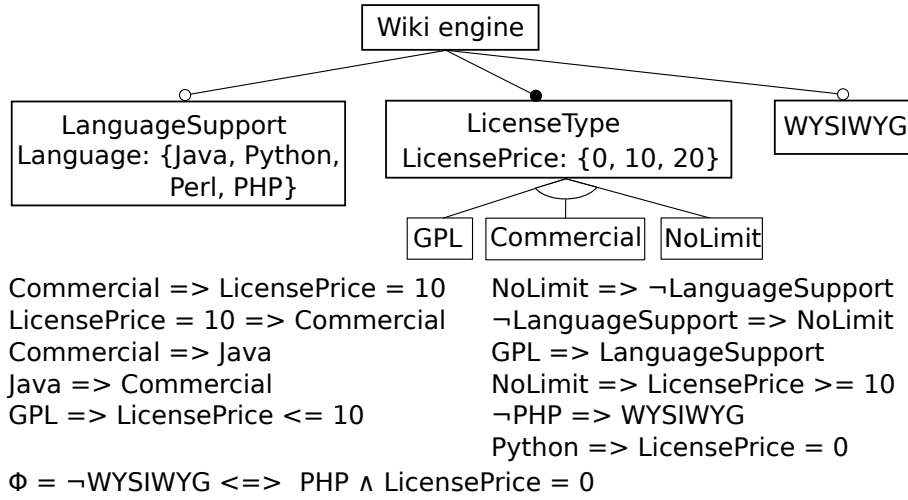 Wiki engine
LanguageSupport
Language: {Java, Python,
Perl, PHP}
LicenseType
LicensePrice: {0, 10, 20}
WYSIWYG
GPL
Commercial
NoLimit
Commercial => LicensePrice = 10
LicensePrice = 10 => Commercial
Commercial => Java
Java => Commercial
GPL => LicensePrice <= 10
NoLimit => ¬LanguageSupport
¬LanguageSupport => NoLimit
GPL => LanguageSupport
NoLimit => LicensePrice >= 10
¬PHP => WYSIWYG
Python => LicensePrice = 0
Φ = ¬WYSIWYG <=> PHP ∧ LicensePrice = 0